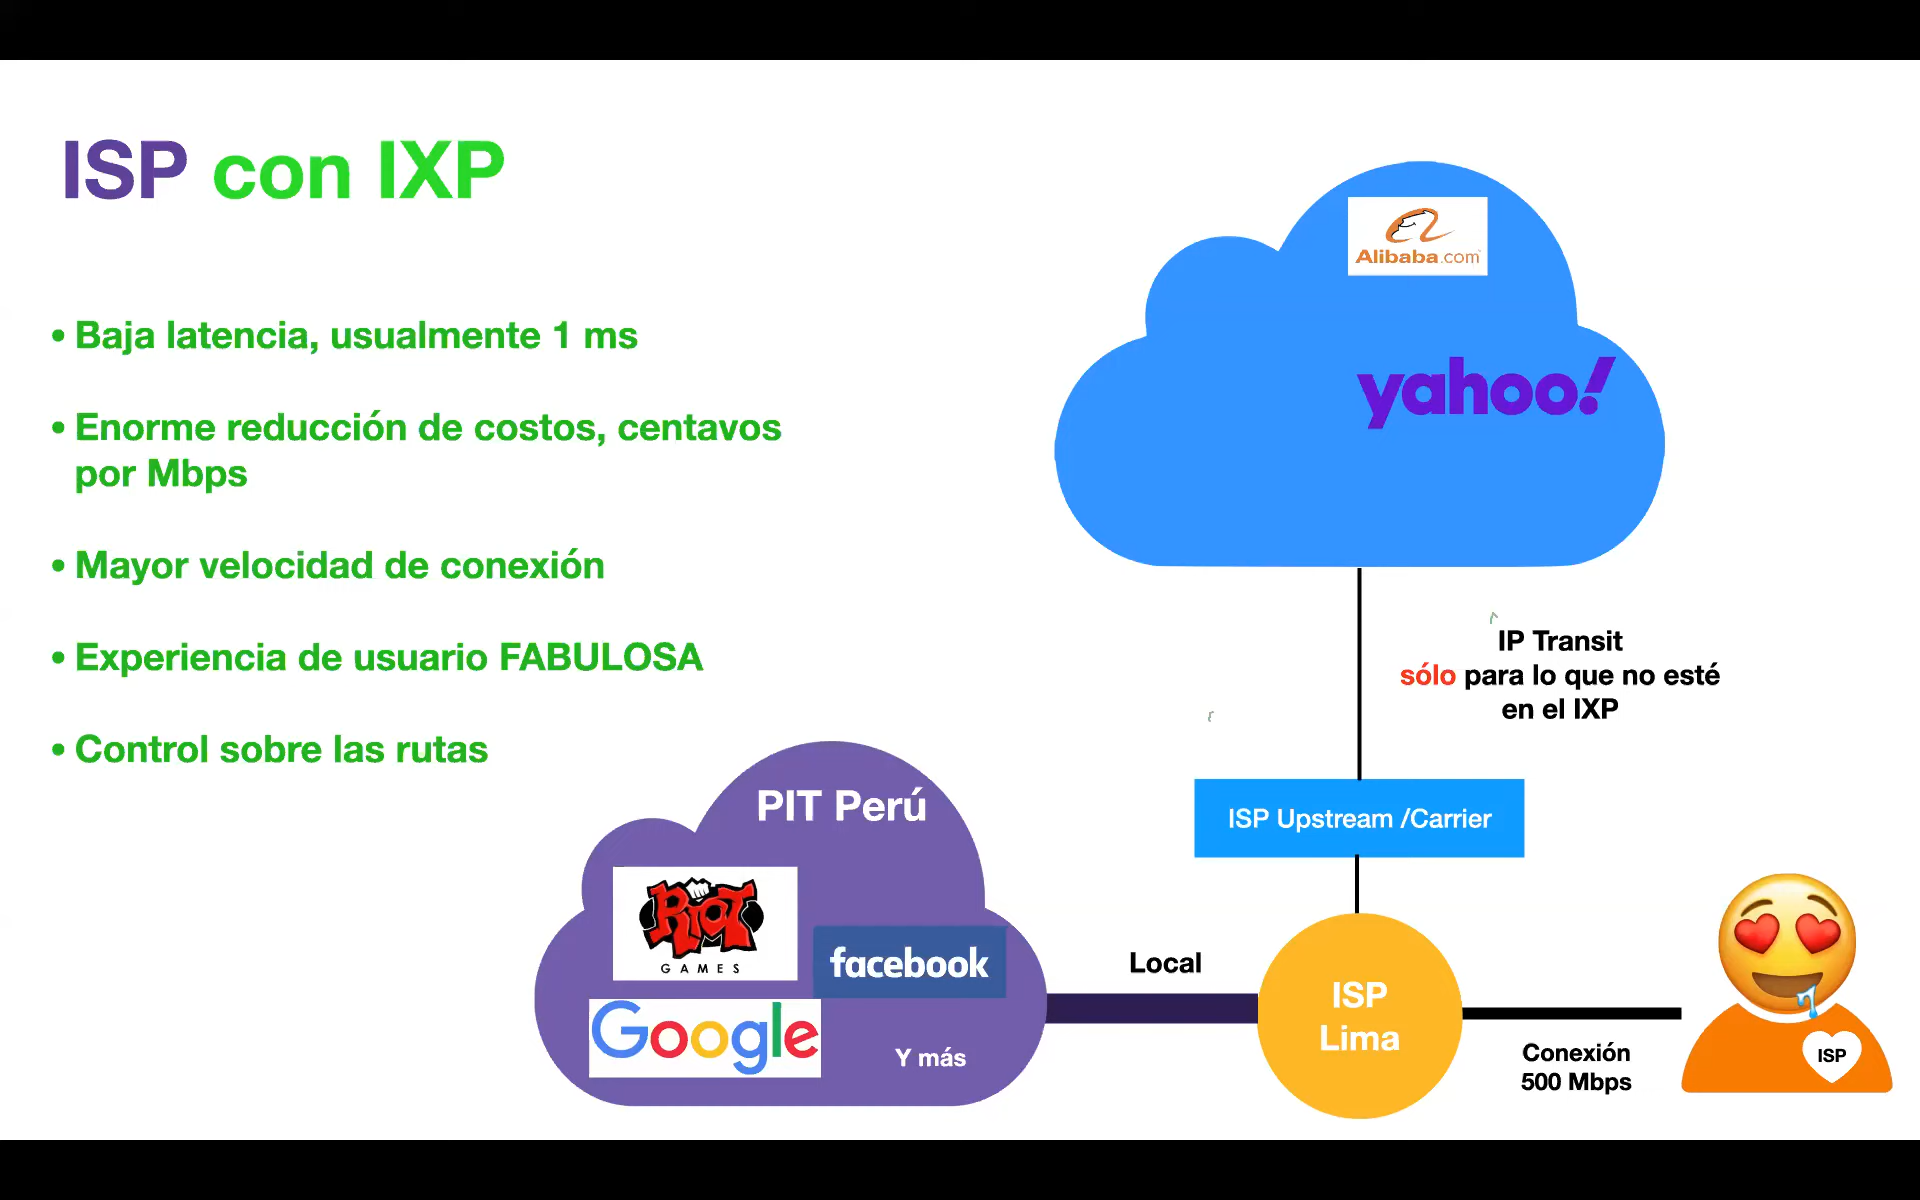 ISP con IXP
• Baja latencia, usualmente 1 ms
• Enorme reducción de costos, centavos
por Mbps
• Mayor velocidad de conexión
• Experiencia de usuario FABULOSA
• Control sobre las rutas
Alibaba.com
yahoo!
IP Transit
sólo para lo que no esté
en el IXP
ISP Upstream /Carrier
PIT Perú
RIOT
GAMES
facebook
Google
Y más
Local
ISP
Lima
Conexión
500 Mbps
ISP